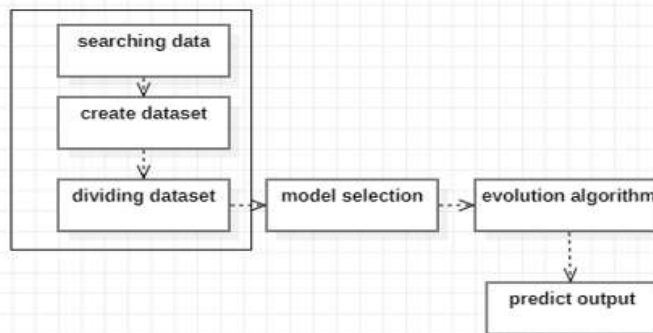 searching data
create dataset
dividing dataset
model selection
evolution algorithm
predict output